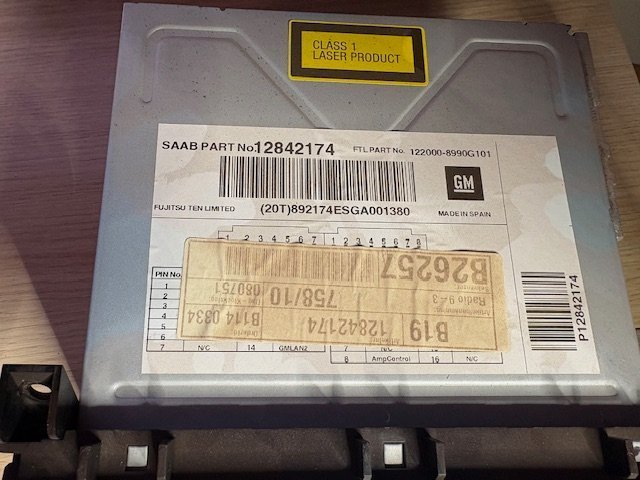 CLASS 1
LASER PRODUCT
SAAB PART No. 12842174 FTL PART No. 122000-8990G101
GM
FUJITSU TEN LIMITED (20T)892174ESGA001380 MADE IN SPAIN
1 2 3 4 5 6 7 1 2 3 4 5 6 7 8
PIN No.
1
2
3
4
5
6
7 N/C 14 GMLAN2 N/C
8 AmpControl 16 N/C
P12842174
B26257
Radio 9-3
758/10
080751
B19
12842174
B114 0834